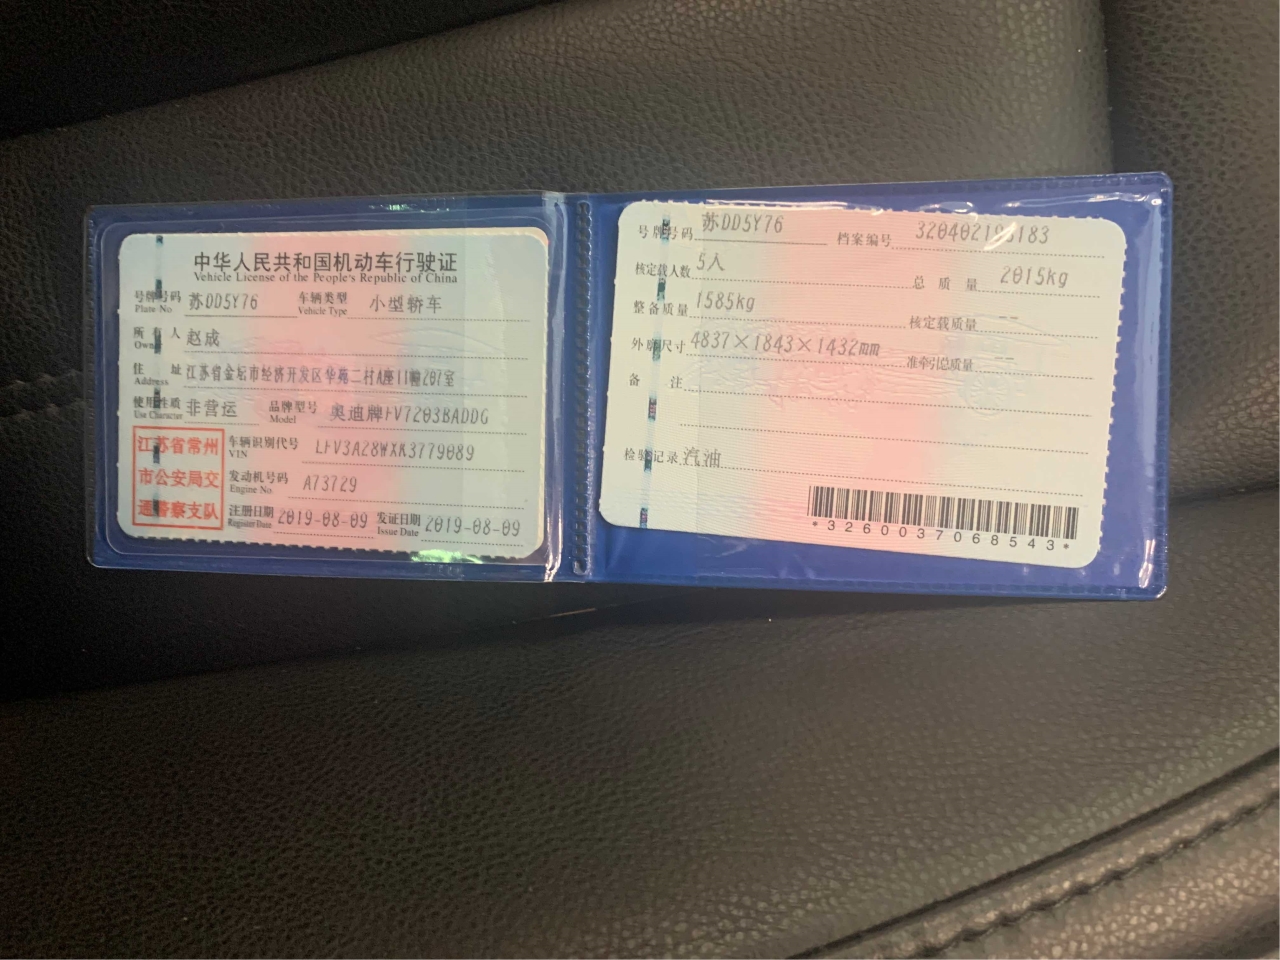 中华人民共和国机动车行驶证
Vehicle License of the People's Republic of China
号牌号码 苏DD5Y76 车辆类型 小型轿车
Plate No. Vehicle Type
所有人 赵成
Owner
住址 江苏省金坛市经济开发区华苑二村A座11幢207室
Address
使用性质 非营运 品牌型号 奥迪牌FV7203BADDG
Use Character Model
江苏省常州
市公安局交
通警察支队
车辆识别代号 LFV3A28WXK3779089
VIN
发动机号码 A73729
Engine No.
注册日期 2019-08-09 发证日期 2019-08-09
Register Date Issue Date
号牌号码 苏DD5Y76 档案编号
核定载人数 5人 总质量 2015kg
整备质量 1585kg 核定载质量 --
外廓尺寸 4837×1843×1432mm 准牵引总质量 --
备注
检验记录 汽油
*3260037068543*